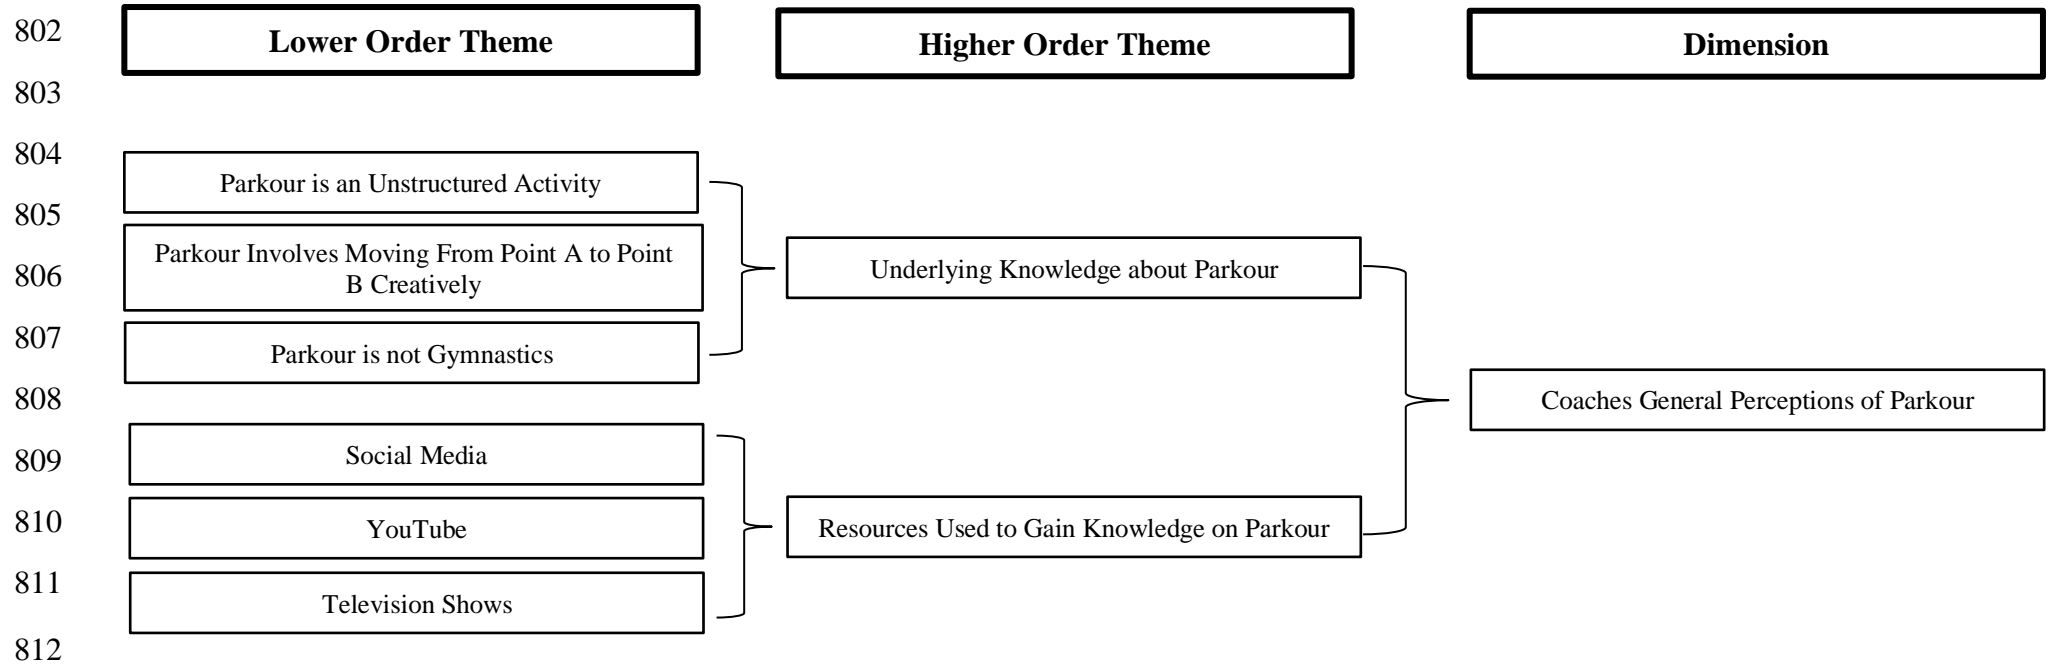 802
Lower Order Theme
Higher Order Theme
Dimension
803
804
Parkour is an Unstructured Activity
805
Parkour Involves Moving From Point A to Point
B Creatively
806
Underlying Knowledge about Parkour
807
Parkour is not Gymnastics
808
Coaches General Perceptions of Parkour
809
Social Media
810
YouTube
Resources Used to Gain Knowledge on Parkour
811
Television Shows
812